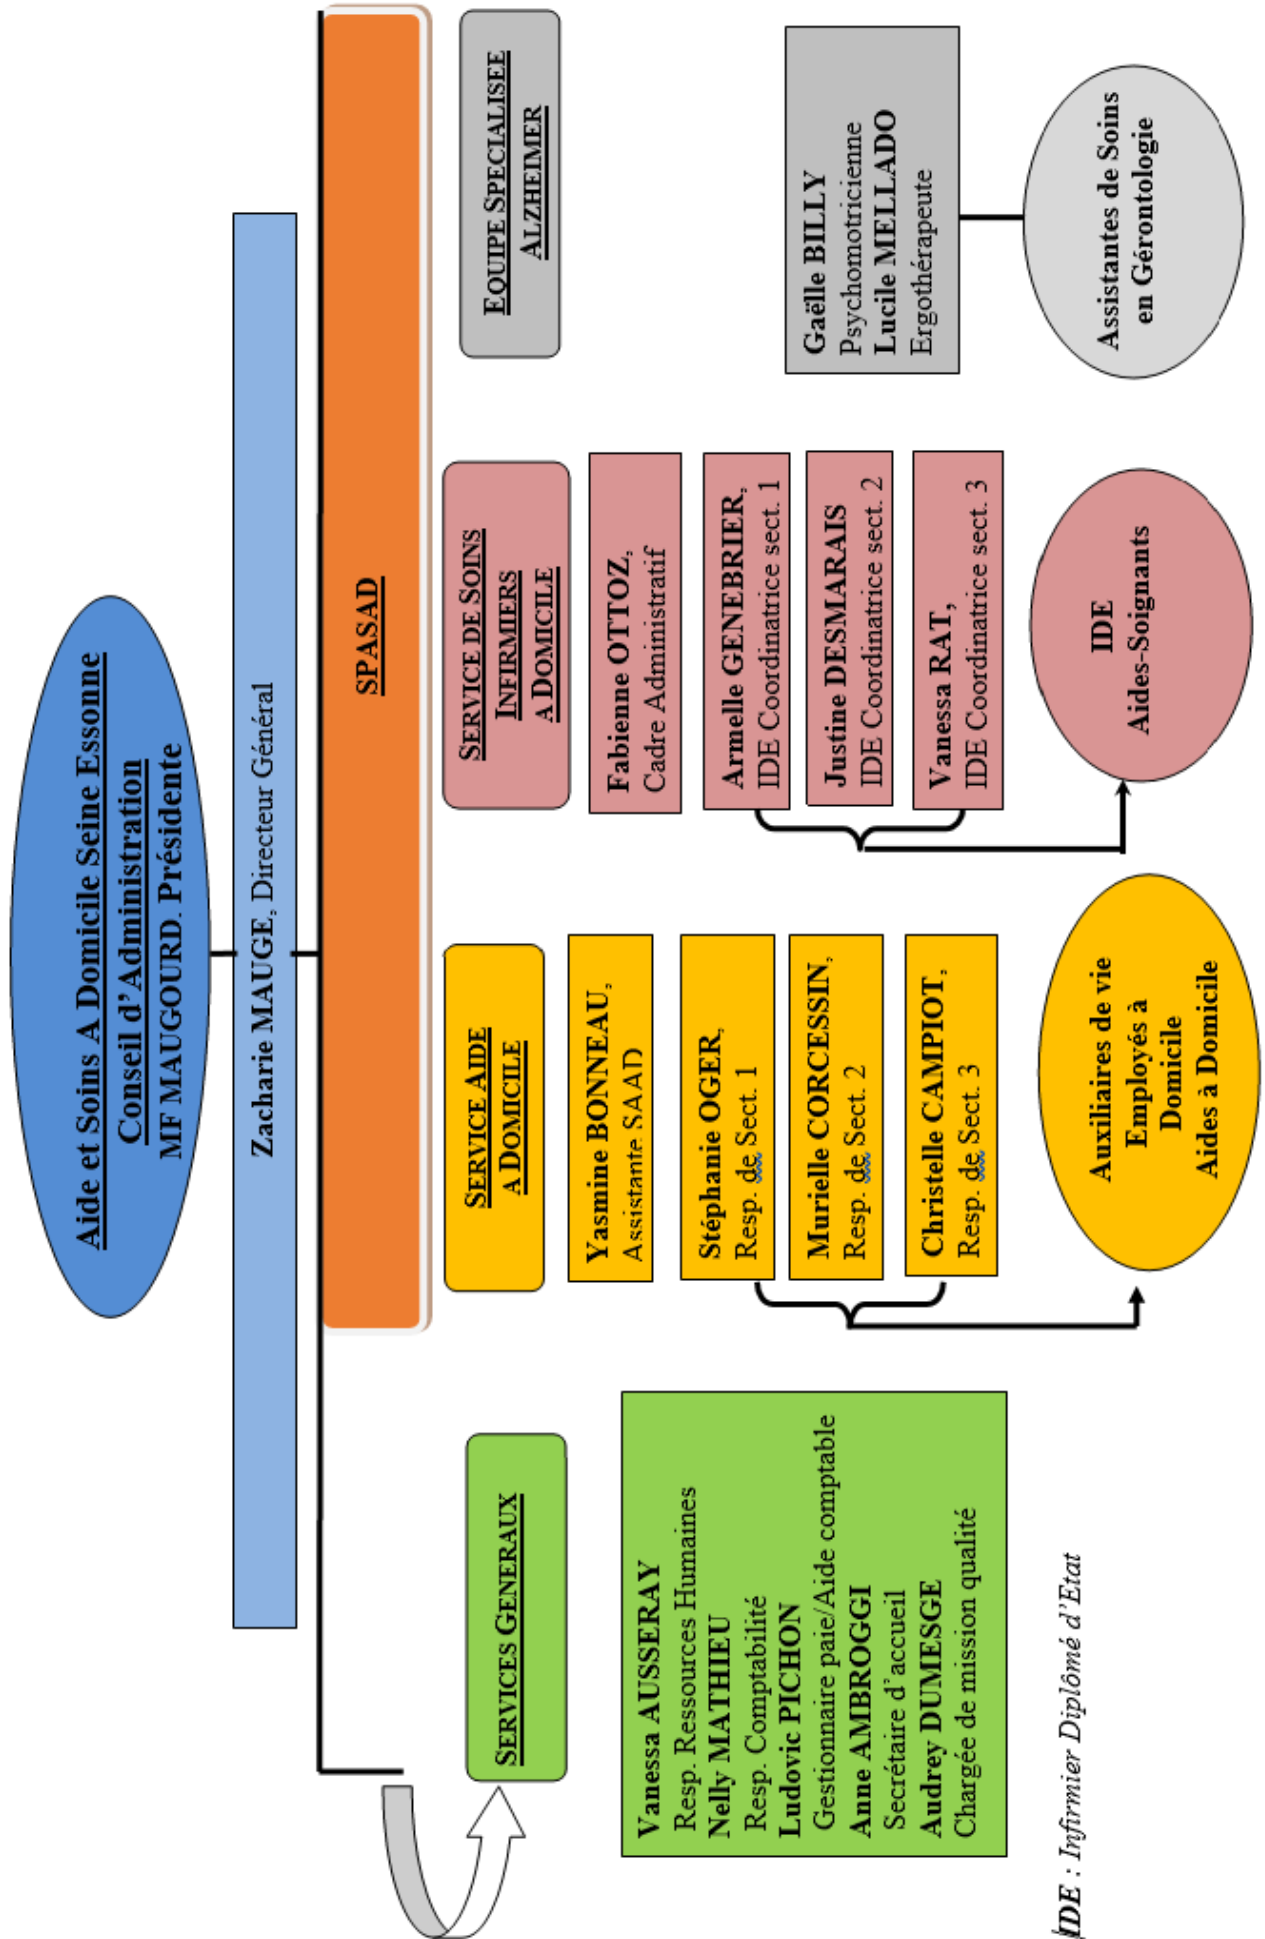 Aide et Soins A Domicile Seine Essonne
Conseil d'Administration
MF MAUGOURD. Présidente
Zacharie MAUGE, Directeur Général
SPASAD
SERVICES GENERAUX
Vanessa AUSSERAY
Resp. Ressources Humaines
Nelly MATHIEU
Resp. Comptabilité
Ludovic PICHON
Gestionnaire paie/Aide comptable
Anne AMBROGGI
Secrétaire d'accueil
Audrey DUMESGE
Chargée de mission qualité
SERVICE AIDE
A DOMICILE
Yasmine BONNEAU,
Assistante SAAD
Stéphanie OGER,
Resp. de Sect. 1
Murielle CORCESSIN,
Resp. de Sect. 2
Christelle CAMPIOT,
Resp. de Sect. 3
Auxiliaires de vie
Employés à
Domicile
Aides à Domicile
SERVICE DE SOINS
INFIRMIERS
A DOMICILE
Fabienne OTTOZ,
Cadre Administratif
Armelle GENEBRIER,
IDE Coordinatrice sect. 1
Justine DESMARAIS
IDE Coordinatrice sect. 2
Vanessa RAT,
IDE Coordinatrice sect. 3
IDE
Aides-Soignants
EQUIPE SPECIALISEE
ALZHEIMER
Gaëlle BILLY
Psychomotricienne
Lucile MELLADO
Ergothérapeute
Assistantes de Soins
en Gérontologie
IDE : Infirmier Diplômé d'Etat